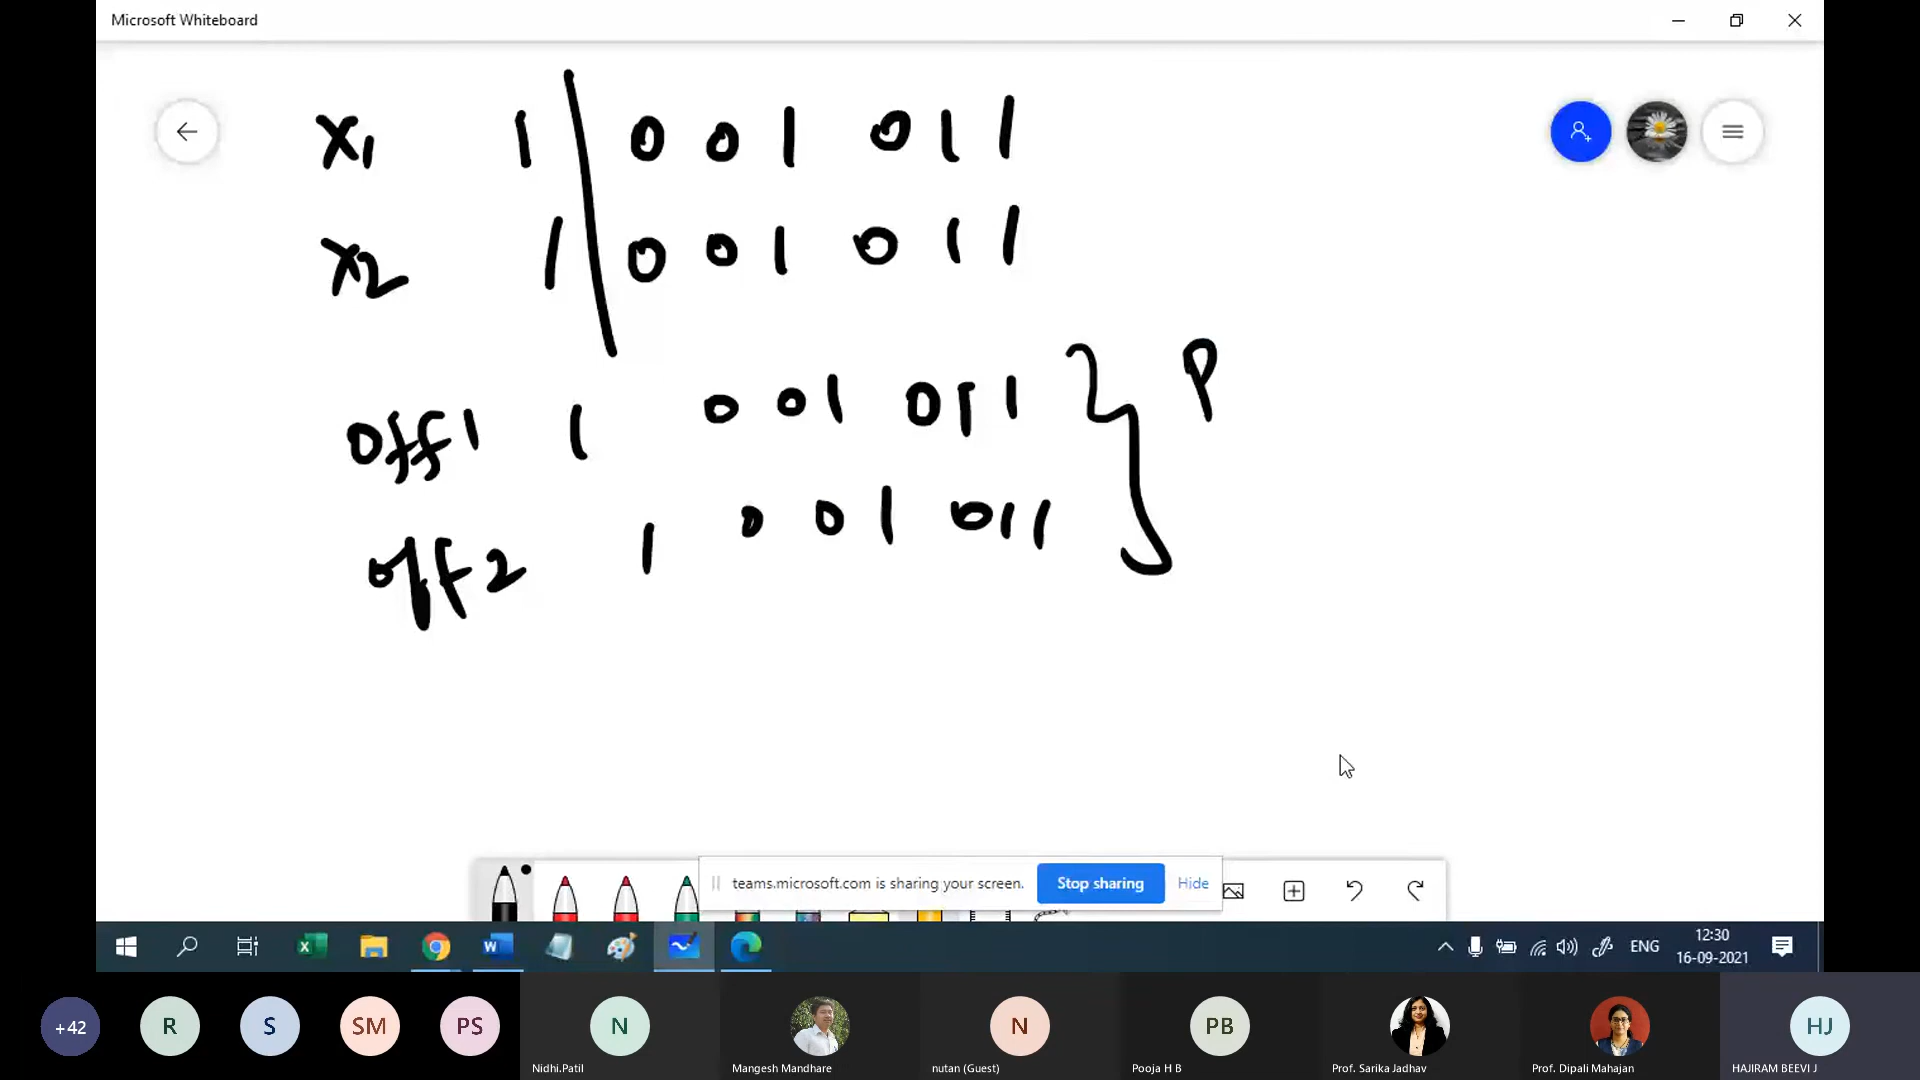 Microsoft Whiteboard
x1 1 0 0 1 0 1 1
x2 1 0 0 1 0 1 1
off1 1 0 0 1 0 1 1
P
off2 1 0 0 1 0 1 1
teams.microsoft.com is sharing your screen. Stop sharing Hide
ENG
12:30
16-09-2021
+42 R S SM PS N N PB HJ
Nidhi.Patil Mangesh Mandhare nutan (Guest) Pooja H B Prof. Sarika Jadhav Prof. Dipali Mahajan HAJIRAM BEEVI J